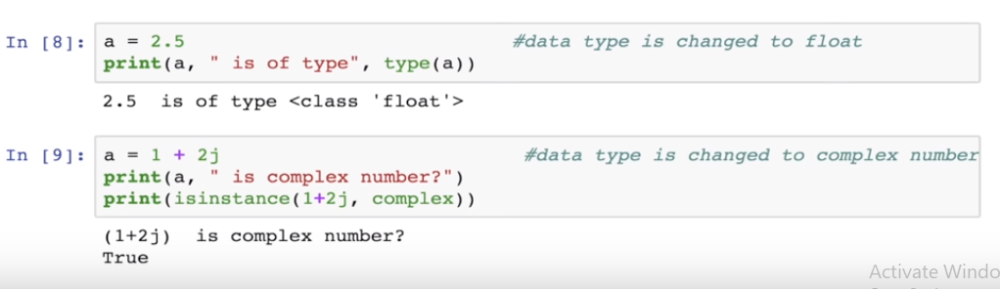 In [8]: a = 2.5 #data type is changed to float
print(a, " is of type", type(a))
2.5  is of type <class 'float'>
In [9]: a = 1 + 2j #data type is changed to complex number
print(a, " is complex number?")
print(isinstance(1+2j, complex))
(1+2j)  is complex number?
True
Activate Windo